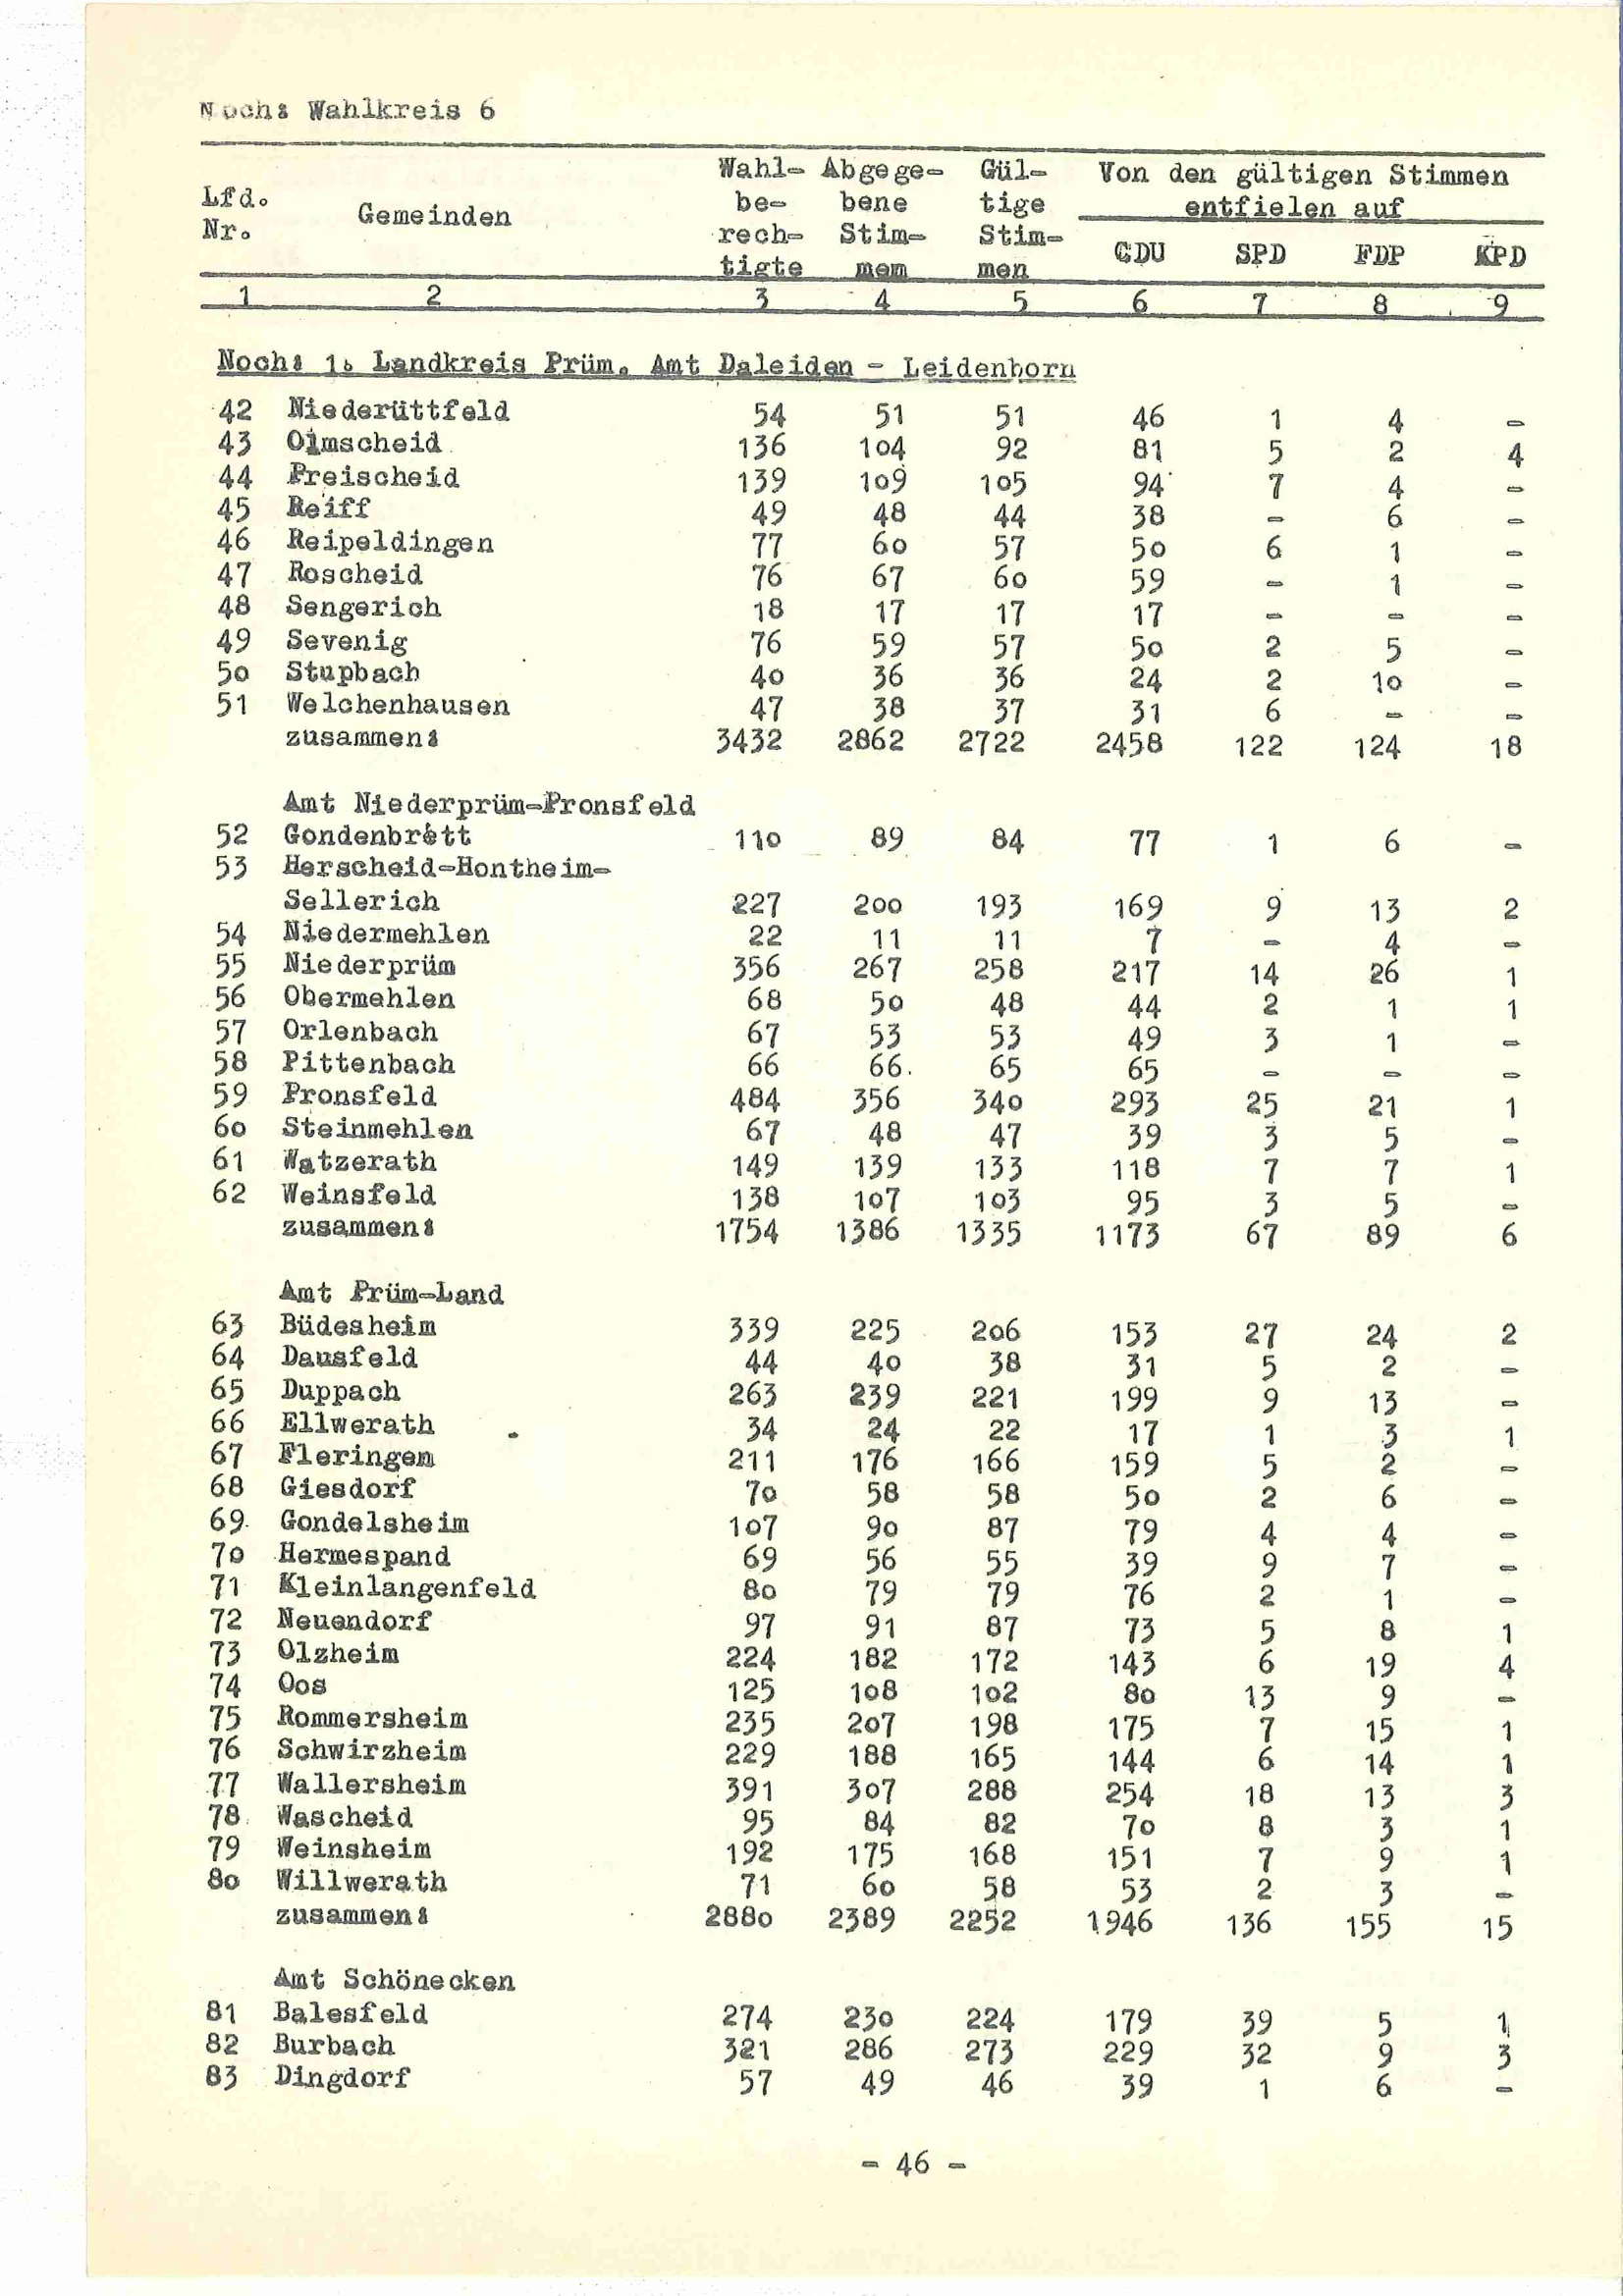 Noch: Wahlkreis 6
Lfd. Nr. Gemeinden Wahl- be- rech- tigte Abgege- bene Stim- mem Gül- tige Stim- men Von den gültigen Stimmen entfielen auf
CDU SPD FDP KPD
1 2 3 4 5 6 7 8 9
Noch: 1. Landkreis Prüm. Amt Daleiden - Leidenborn
42 Niederüttfeld 54 51 51 46 1 4 -
43 Olmscheid 136 104 92 81 5 2 4
44 Preischeid 139 109 105 94 7 4 -
45 Reiff 49 48 44 38 - 6 -
46 Reipeldingen 77 60 57 50 6 1 -
47 Roscheid 76 67 60 59 - 1 -
48 Sengerich 18 17 17 17 - - -
49 Sevenig 76 59 57 50 2 5 -
50 Stupbach 40 36 36 24 2 10 -
51 Welchenhausen 47 38 37 31 6 - -
zusammen: 3432 2862 2722 2458 122 124 18
Amt Niederprüm-Pronsfeld
52 Gondenbrett 110 89 84 77 1 6 -
53 Herscheid-Hontheim-
Sellerich 227 200 193 169 9 13 2
54 Niedermehlen 22 11 11 7 - 4 -
55 Niederprüm 356 267 258 217 14 26 1
56 Obermehlen 68 50 48 44 2 1 1
57 Orlenbach 67 53 53 49 3 1 -
58 Pittenbach 66 66 65 65 - - -
59 Pronsfeld 484 356 340 293 25 21 1
60 Steinmehlen 67 48 47 39 3 5 -
61 Watzerath 149 139 133 118 7 7 1
62 Weinsfeld 138 107 103 95 3 5 -
zusammen: 1754 1386 1335 1173 67 89 6
Amt Prüm-Land
63 Büdesheim 339 225 206 153 27 24 2
64 Dausfeld 44 40 38 31 5 2 -
65 Duppach 263 239 221 199 9 13 -
66 Ellwerath 34 24 22 17 1 3 1
67 Fleringen 211 176 166 159 5 2 -
68 Giesdorf 70 58 58 50 2 6 -
69 Gondelsheim 107 90 87 79 4 4 -
70 Hermespand 69 56 55 39 9 7 -
71 Kleinlangenfeld 80 79 79 76 2 1 -
72 Neuendorf 97 91 87 73 5 8 1
73 Olzheim 224 182 172 143 6 19 4
74 Oos 125 108 102 80 13 9 -
75 Rommersheim 235 207 198 175 7 15 1
76 Schwirzheim 229 188 165 144 6 14 1
77 Wallersheim 391 307 288 254 18 13 3
78 Wascheid 95 84 82 70 8 3 1
79 Weinsheim 192 175 168 151 7 9 1
80 Willwerath 71 60 58 53 2 3 -
zusammen: 2880 2389 2252 1946 136 155 15
Amt Schönecken
81 Balesfeld 274 230 224 179 39 5 1
82 Burbach 321 286 273 229 32 9 3
83 Dingdorf 57 49 46 39 1 6 -
- 46 -